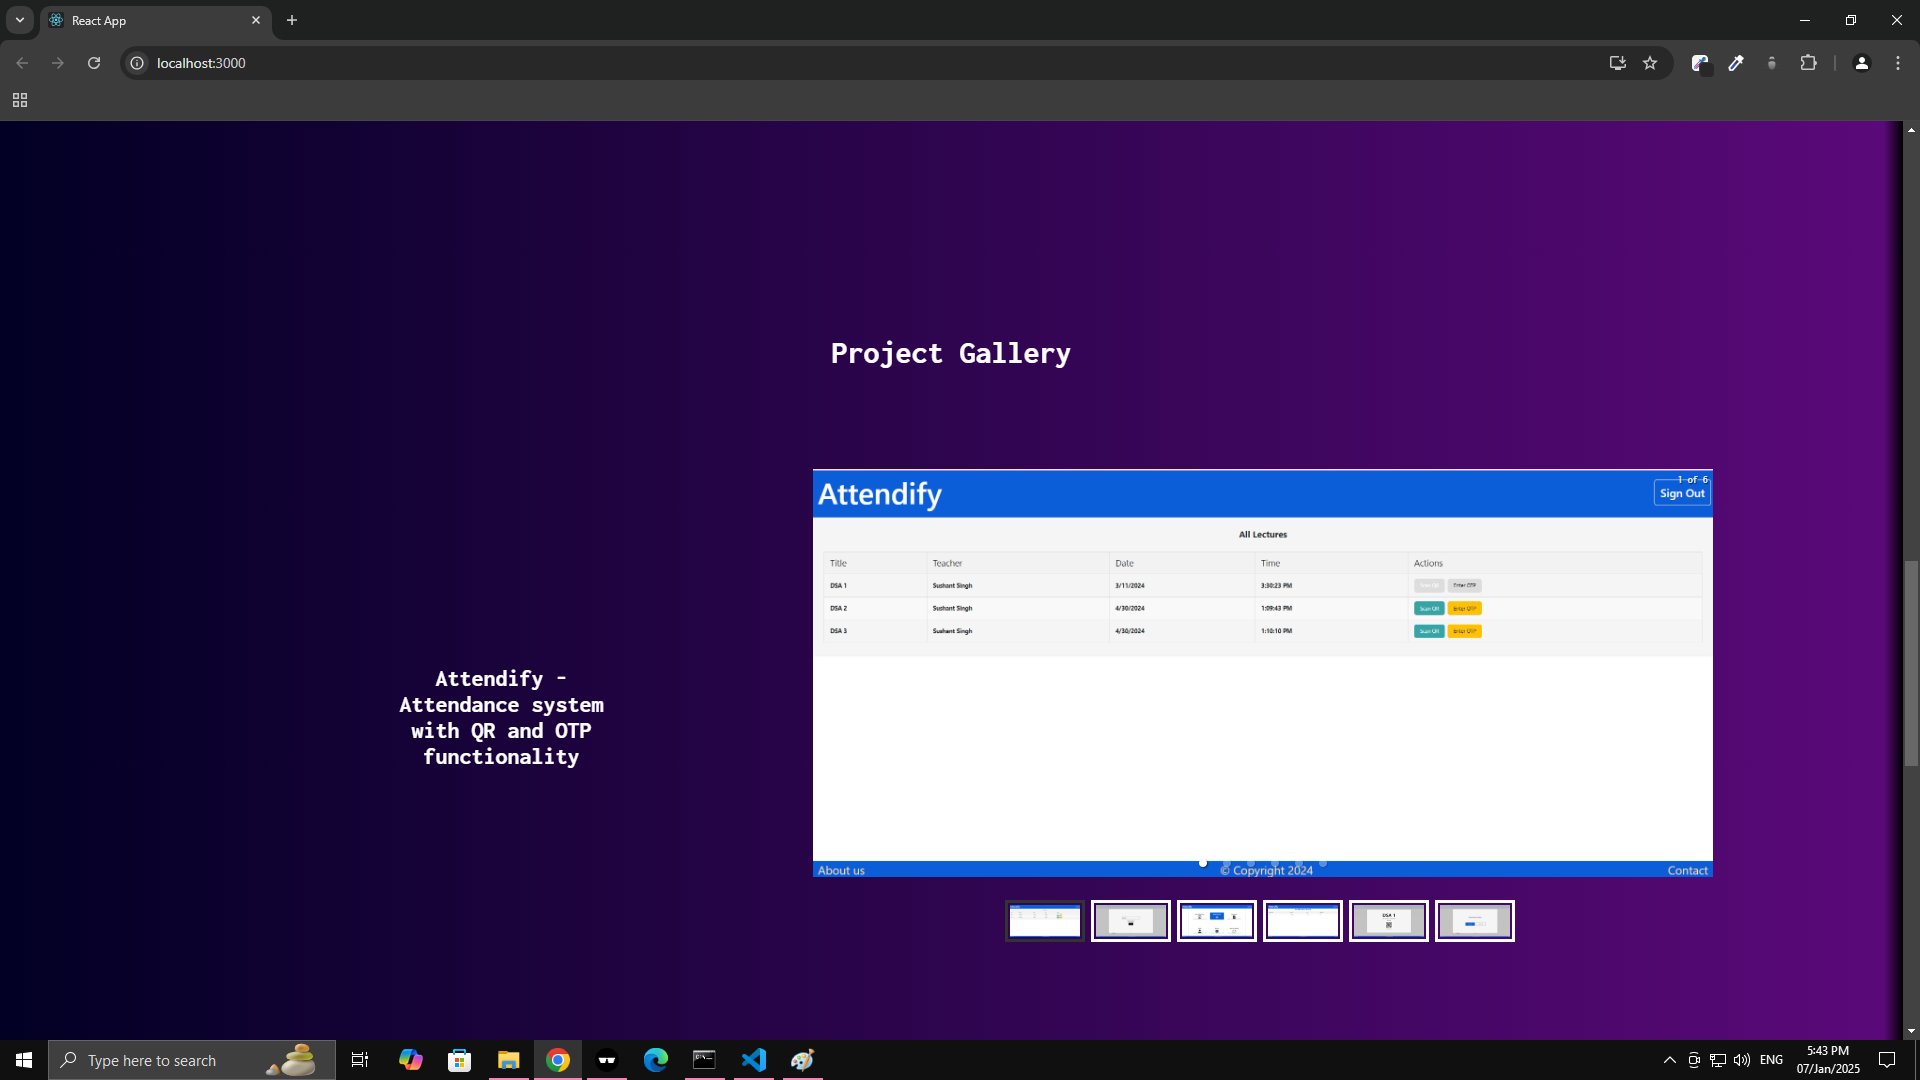 React App
localhost:3000
Project Gallery
Attendify
1 of 6
Sign Out
All Lectures
Title Teacher Date Time Actions
DSA 1 Sushant Singh 3/11/2024 3:30:23 PM Scan QR Enter OTP
DSA 2 Sushant Singh 4/30/2024 1:09:43 PM Scan QR Enter OTP
DSA 3 Sushant Singh 4/30/2024 1:10:10 PM Scan QR Enter OTP
Attendify -
Attendance system
with QR and OTP
functionality
About us © Copyright 2024 Contact
DSA 1
Type here to search
ENG
5:43 PM
07/Jan/2025